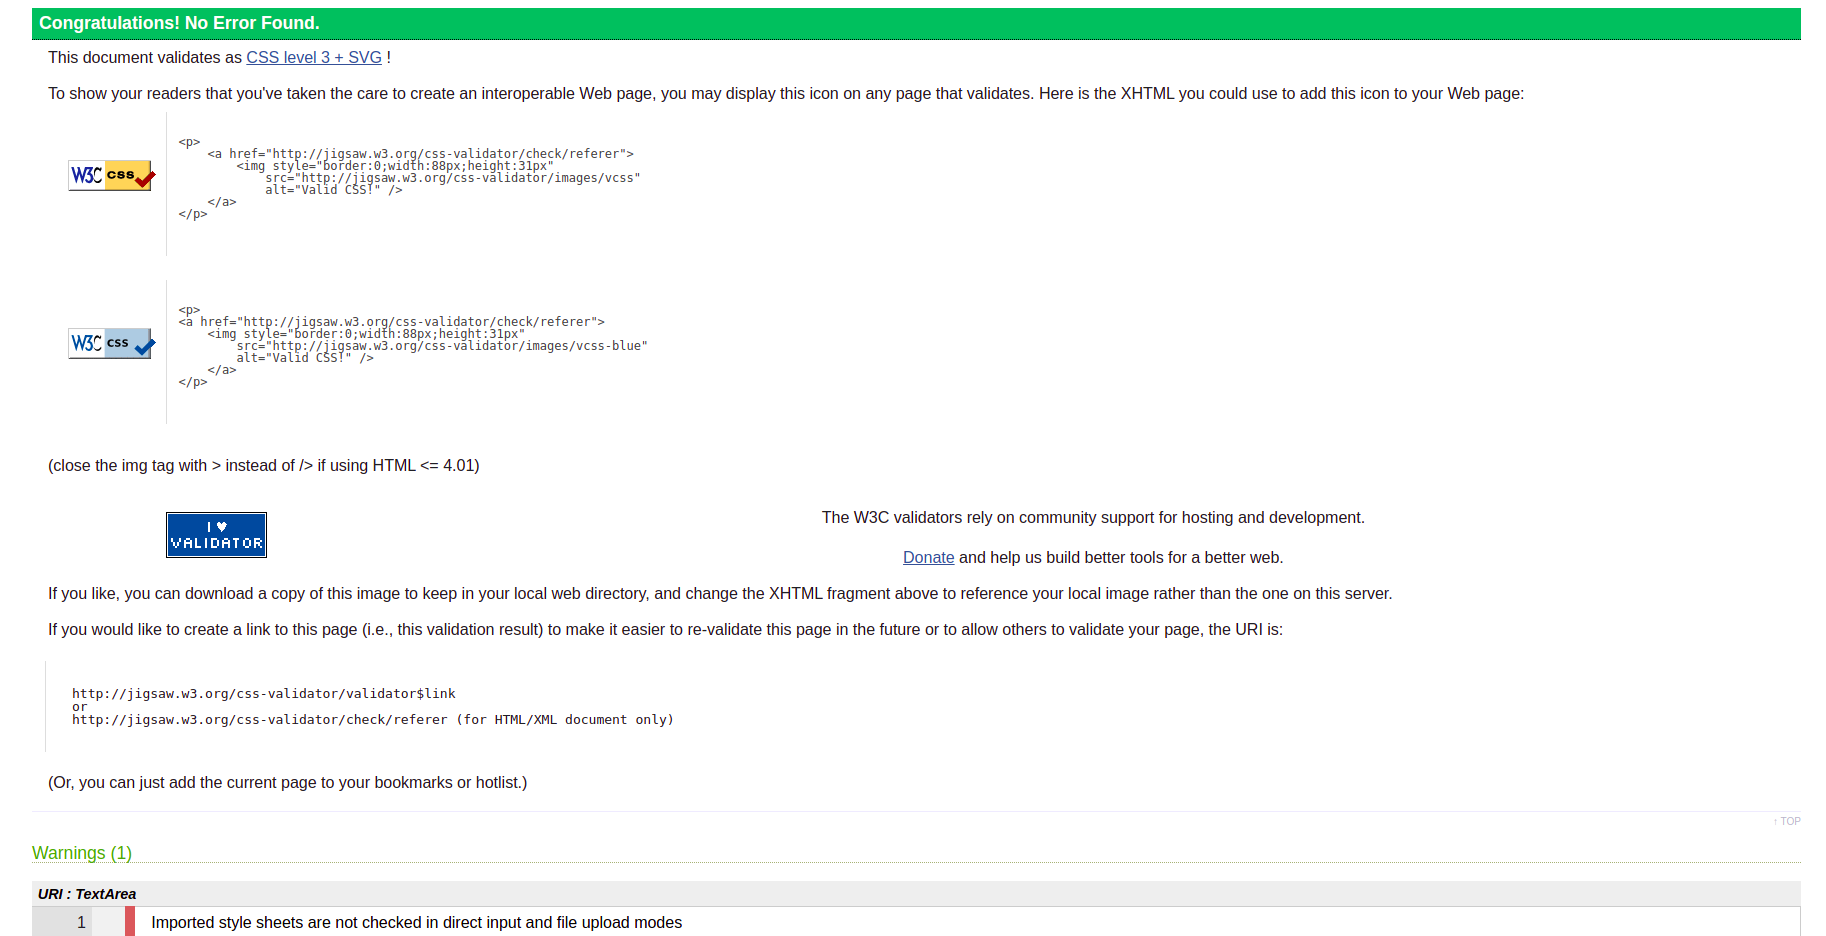 Congratulations! No Error Found.
This document validates as CSS level 3 + SVG !
To show your readers that you've taken the care to create an interoperable Web page, you may display this icon on any page that validates. Here is the XHTML you could use to add this icon to your Web page:
W3C css
<p>
    <a href="http://jigsaw.w3.org/css-validator/check/referer">
        <img style="border:0;width:88px;height:31px"
            src="http://jigsaw.w3.org/css-validator/images/vcss"
            alt="Valid CSS!" />
    </a>
</p>
W3C css
<p>
<a href="http://jigsaw.w3.org/css-validator/check/referer">
    <img style="border:0;width:88px;height:31px"
        src="http://jigsaw.w3.org/css-validator/images/vcss-blue"
        alt="Valid CSS!" />
    </a>
</p>
(close the img tag with > instead of /> if using HTML <= 4.01)
I ♥
VALIDATOR
The W3C validators rely on community support for hosting and development.
Donate and help us build better tools for a better web.
If you like, you can download a copy of this image to keep in your local web directory, and change the XHTML fragment above to reference your local image rather than the one on this server.
If you would like to create a link to this page (i.e., this validation result) to make it easier to re-validate this page in the future or to allow others to validate your page, the URI is:
http://jigsaw.w3.org/css-validator/validator$link
or
http://jigsaw.w3.org/css-validator/check/referer (for HTML/XML document only)
(Or, you can just add the current page to your bookmarks or hotlist.)
↑ TOP
Warnings (1)
URI : TextArea
1 Imported style sheets are not checked in direct input and file upload modes